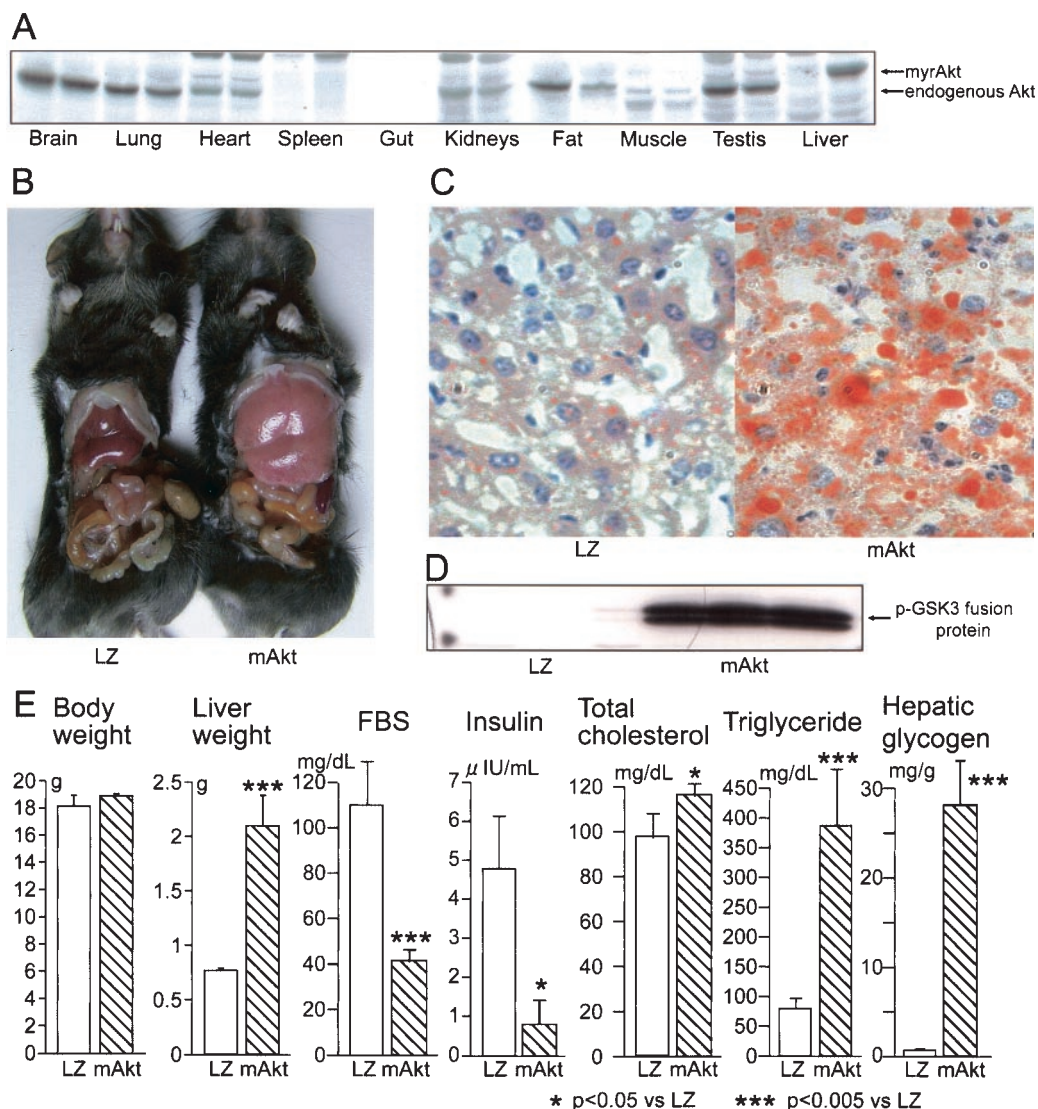 A
myrAkt
endogenous Akt
Brain Lung Heart Spleen Gut Kidneys Fat Muscle Testis Liver
B
LZ mAkt
C
LZ mAkt
D
p-GSK3 fusion
protein
LZ mAkt
E
Body
weight
g
20
18
16
14
12
10
8
6
4
2
0
LZ mAkt
Liver
weight
g
***
2.5
2
1.5
1
0.5
0
LZ mAkt
FBS
mg/dL
120
100
80
60
40
20
0
***
LZ mAkt
Insulin
μ IU/mL
7
6
5
4
3
2
1
0
*
LZ mAkt
Total
cholesterol
mg/dL
*
120
100
80
60
40
20
0
LZ mAkt
Triglyceride
mg/dL
***
450
400
350
300
250
200
150
100
50
0
LZ mAkt
Hepatic
glycogen
mg/g
***
30
20
10
0
LZ mAkt
* p<0.05 vs LZ *** p<0.005 vs LZ